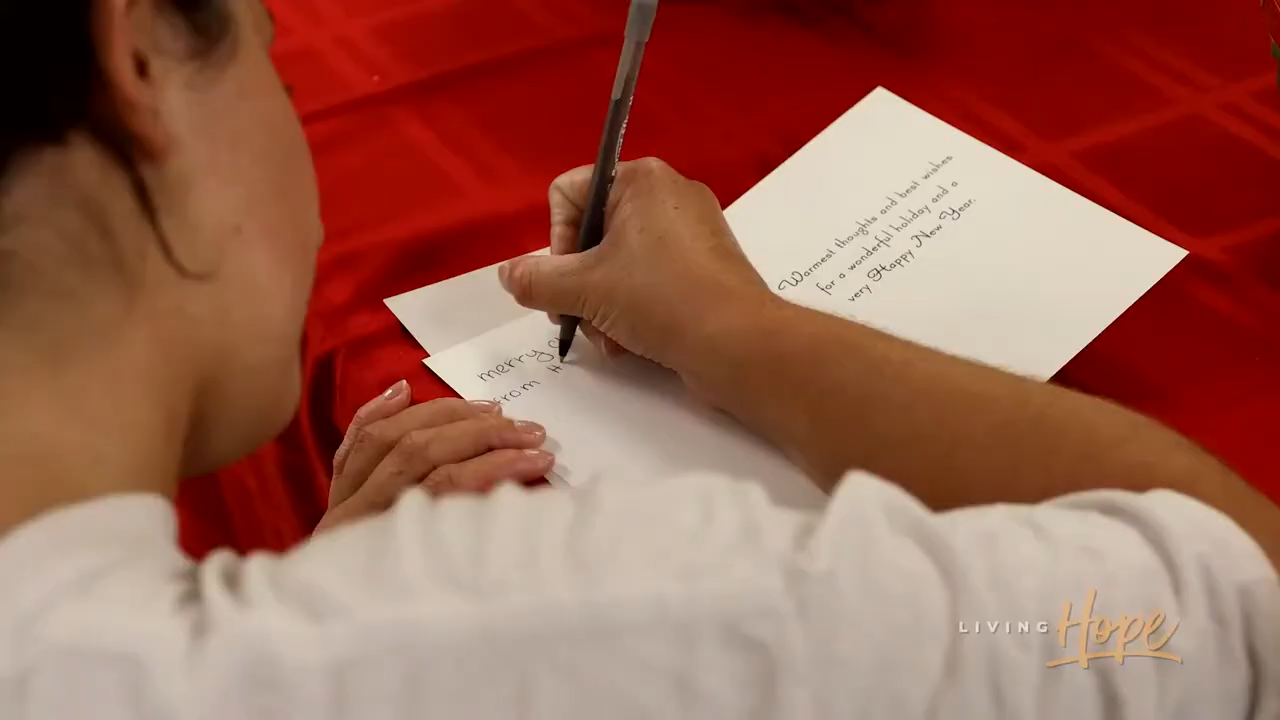 Warmest thoughts and best wishes
for a wonderful holiday and a
very Happy New Year.
merry
from H
LIVING Hope